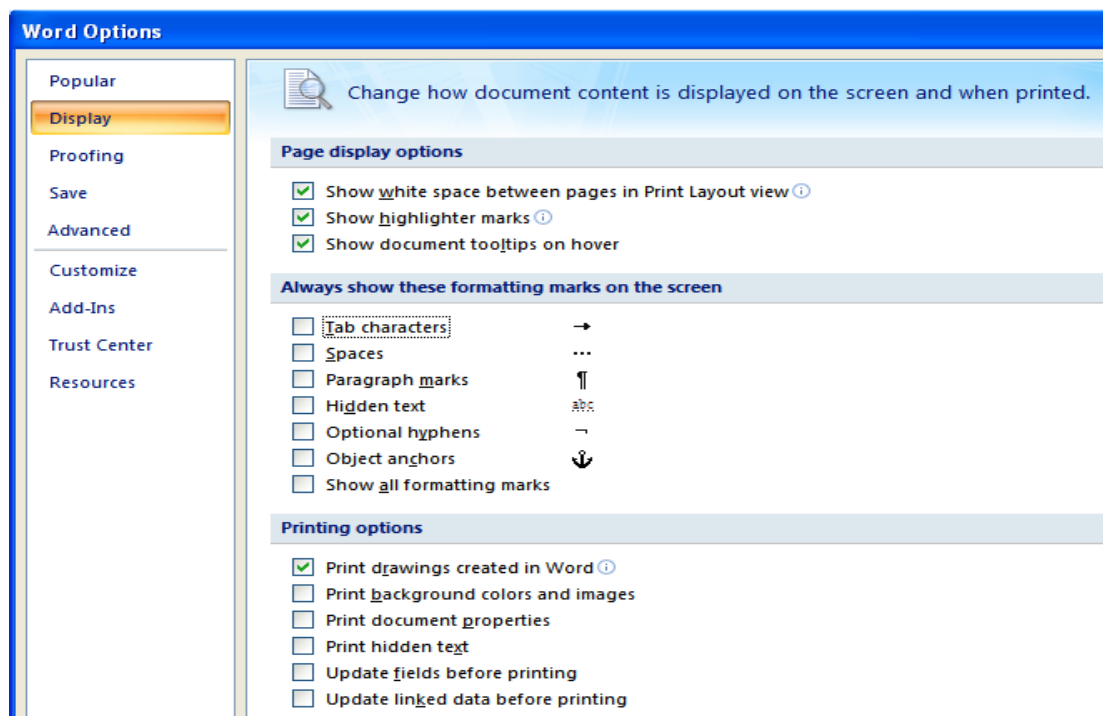 Word Options
Popular
Display
Proofing
Save
Advanced
Customize
Add-Ins
Trust Center
Resources
Change how document content is displayed on the screen and when printed.
Page display options
Show white space between pages in Print Layout view
Show highlighter marks
Show document tooltips on hover
Always show these formatting marks on the screen
Tab characters →
Spaces ...
Paragraph marks ¶
Hidden text abc
Optional hyphens ¬
Object anchors
Show all formatting marks
Printing options
Print drawings created in Word
Print background colors and images
Print document properties
Print hidden text
Update fields before printing
Update linked data before printing